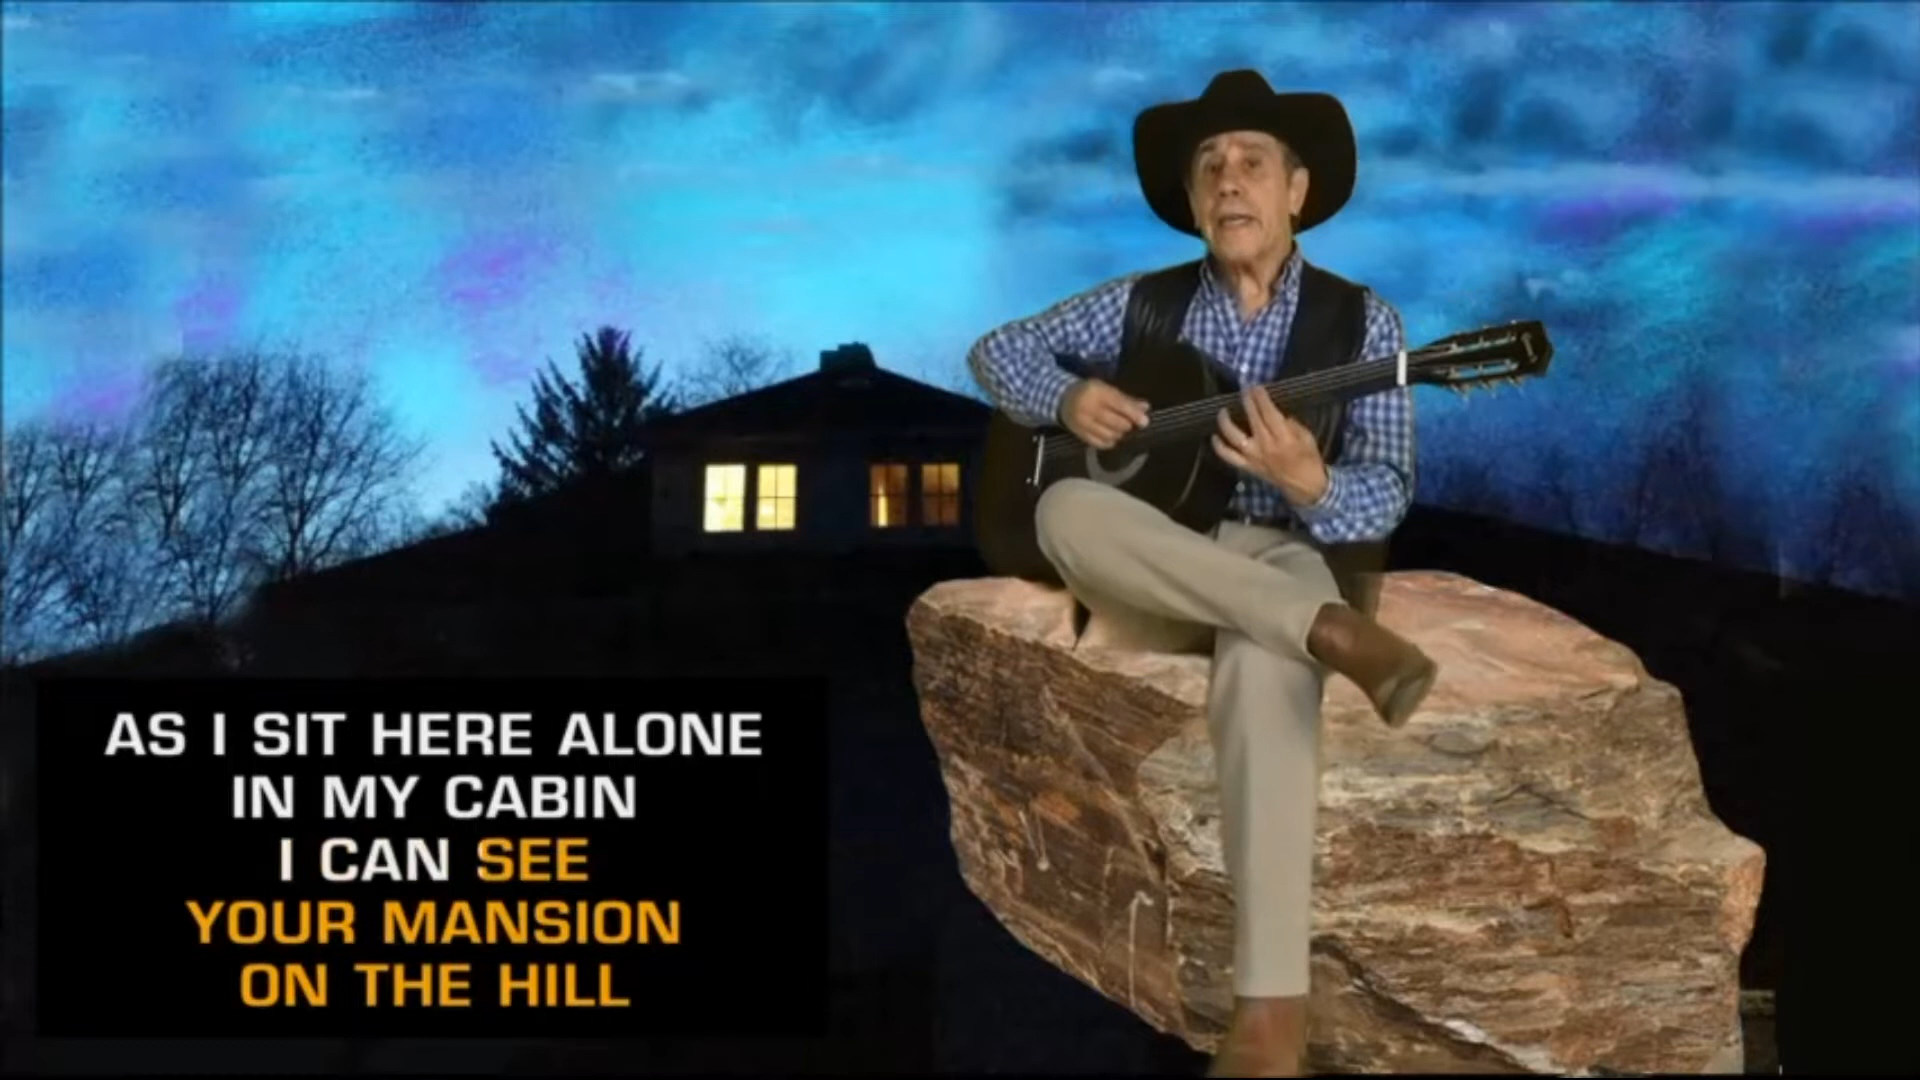 AS I SIT HERE ALONE
IN MY CABIN
I CAN SEE
YOUR MANSION
ON THE HILL